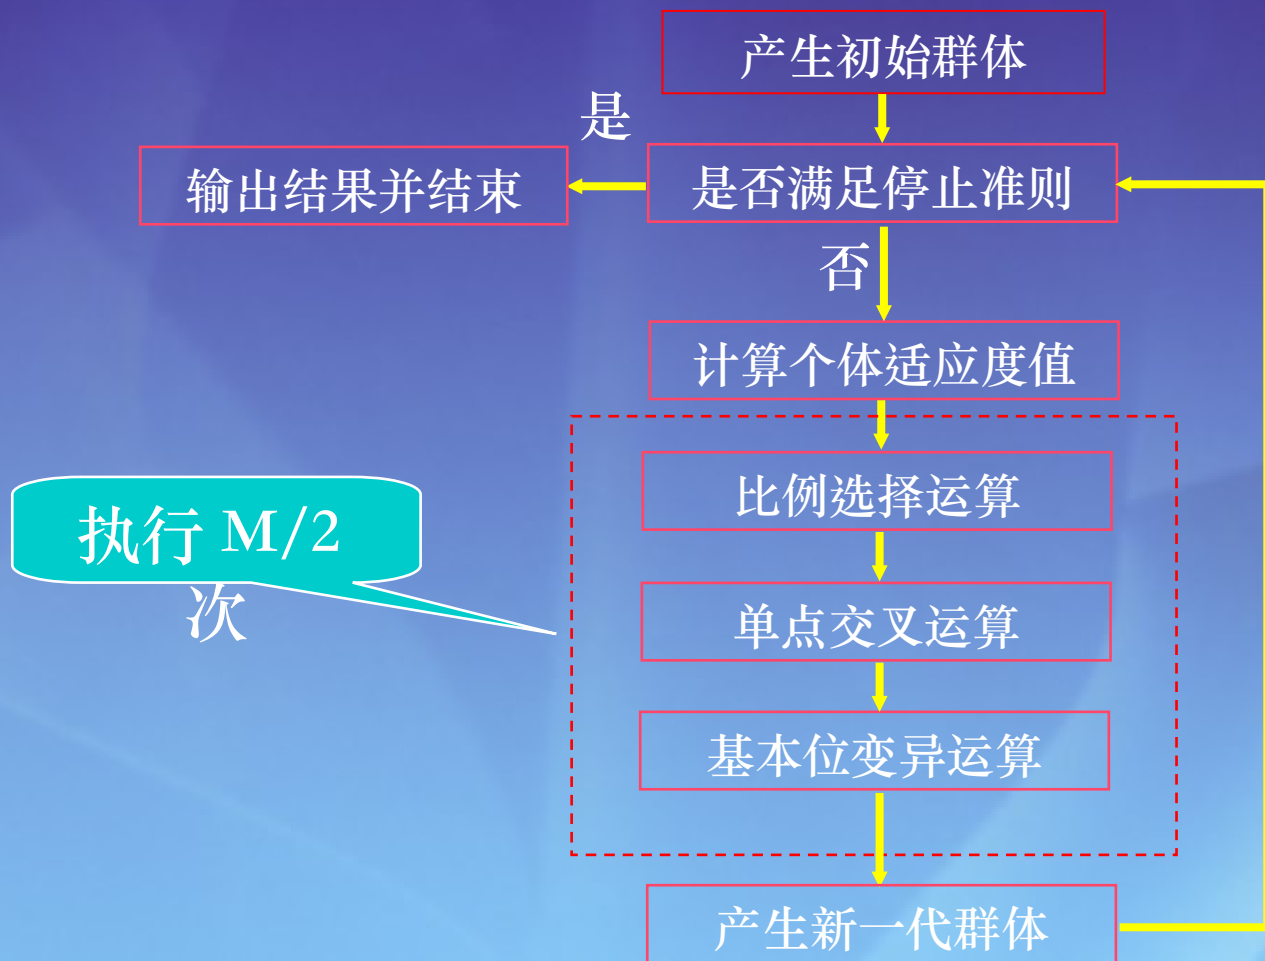 产生初始群体
是
输出结果并结束
是否满足停止准则
否
计算个体适应度值
比例选择运算
执行 M/2
次
单点交叉运算
基本位变异运算
产生新一代群体